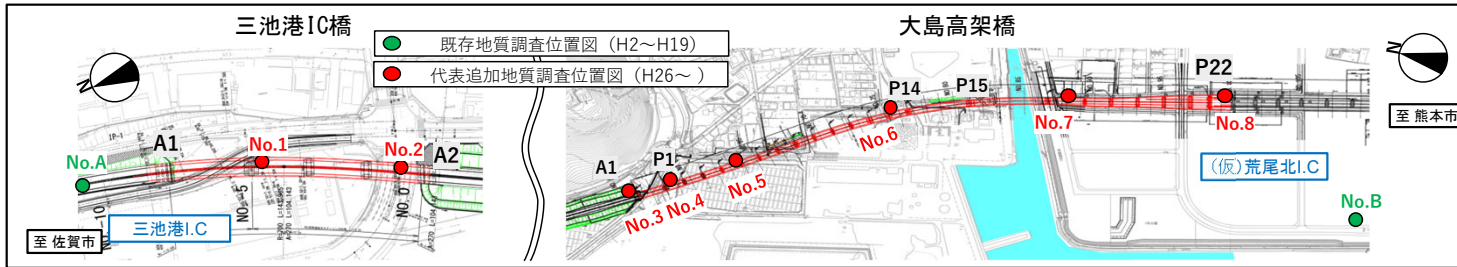 三池港IC橋
既存地質調査位置図（H2～H19）
代表追加地質調査位置図（H26～ ）
大島高架橋
N
N
A1
No.1
No.2
A2
No.A
NO.5
NO.0
三池港I.C
至 佐賀市
A1
P1
No.3
No.4
No.5
P14
No.6
P15
No.7
P22
No.8
至 熊本市
(仮)荒尾北I.C
No.B